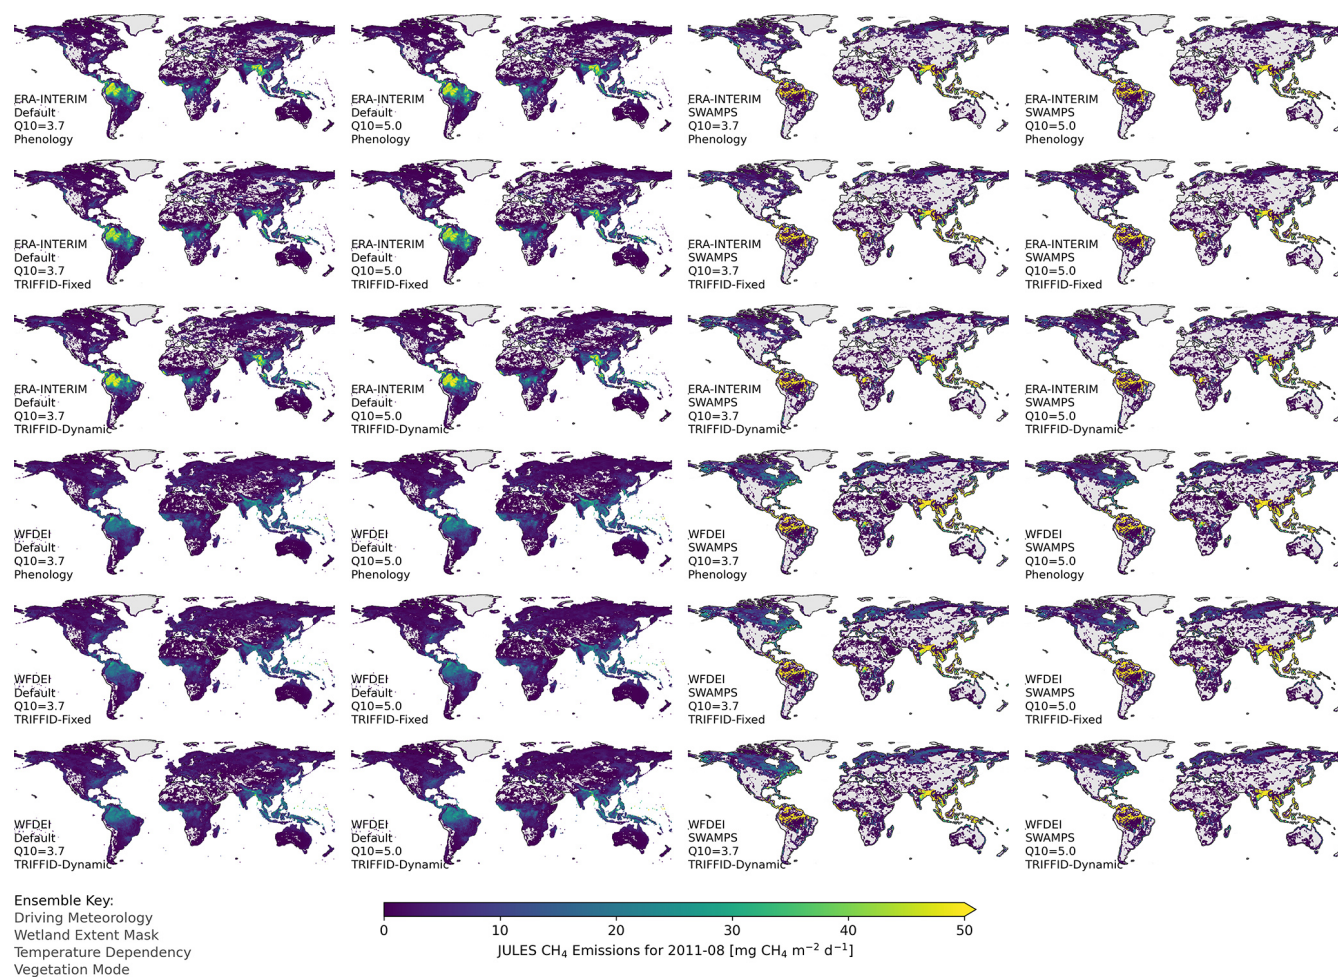 ERA-INTERIM
Default
Q10=3.7
Phenology
ERA-INTERIM
Default
Q10=5.0
Phenology
ERA-INTERIM
SWAMPS
Q10=3.7
Phenology
ERA-INTERIM
SWAMPS
Q10=5.0
Phenology
ERA-INTERIM
Default
Q10=3.7
TRIFFID-Fixed
ERA-INTERIM
Default
Q10=5.0
TRIFFID-Fixed
ERA-INTERIM
SWAMPS
Q10=3.7
TRIFFID-Fixed
ERA-INTERIM
SWAMPS
Q10=5.0
TRIFFID-Fixed
ERA-INTERIM
Default
Q10=3.7
TRIFFID-Dynamic
ERA-INTERIM
Default
Q10=5.0
TRIFFID-Dynamic
ERA-INTERIM
SWAMPS
Q10=3.7
TRIFFID-Dynamic
ERA-INTERIM
SWAMPS
Q10=5.0
TRIFFID-Dynamic
WFDEI
Default
Q10=3.7
Phenology
WFDEI
Default
Q10=5.0
Phenology
WFDEI
SWAMPS
Q10=3.7
Phenology
WFDEI
SWAMPS
Q10=5.0
Phenology
WFDEI
Default
Q10=3.7
TRIFFID-Fixed
WFDEI
Default
Q10=5.0
TRIFFID-Fixed
WFDEI
SWAMPS
Q10=3.7
TRIFFID-Fixed
WFDEI
SWAMPS
Q10=5.0
TRIFFID-Fixed
WFDEI
Default
Q10=3.7
TRIFFID-Dynamic
WFDEI
Default
Q10=5.0
TRIFFID-Dynamic
WFDEI
SWAMPS
Q10=3.7
TRIFFID-Dynamic
WFDEI
SWAMPS
Q10=5.0
TRIFFID-Dynamic
Ensemble Key:
Driving Meteorology
Wetland Extent Mask
Temperature Dependency
Vegetation Mode
0 10 20 30 40 50
JULES CH₄ Emissions for 2011-08 [mg CH₄ m⁻² d⁻¹]